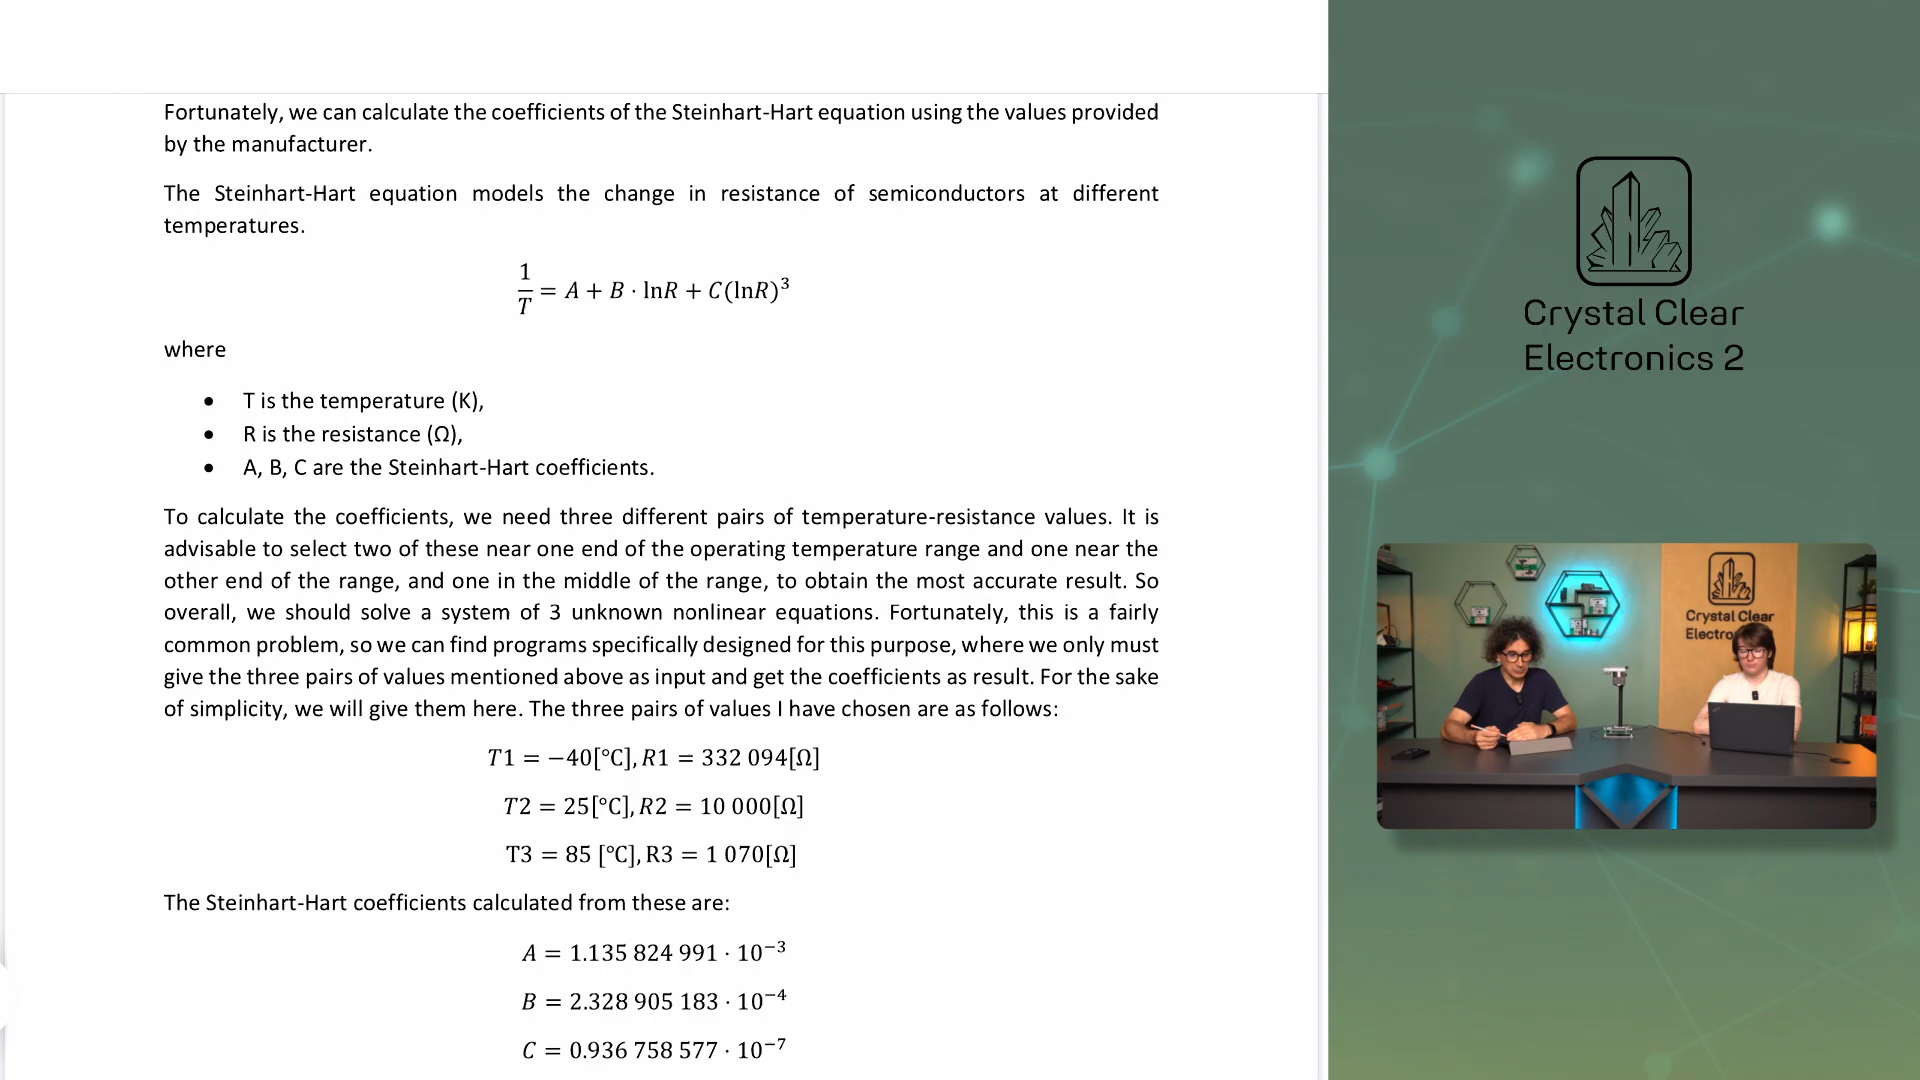 Fortunately, we can calculate the coefficients of the Steinhart-Hart equation using the values provided
by the manufacturer.
The Steinhart-Hart equation models the change in resistance of semiconductors at different
temperatures.
1/T = A + B · lnR + C(lnR)³
where
• T is the temperature (K),
• R is the resistance (Ω),
• A, B, C are the Steinhart-Hart coefficients.
To calculate the coefficients, we need three different pairs of temperature-resistance values. It is
advisable to select two of these near one end of the operating temperature range and one near the
other end of the range, and one in the middle of the range, to obtain the most accurate result. So
overall, we should solve a system of 3 unknown nonlinear equations. Fortunately, this is a fairly
common problem, so we can find programs specifically designed for this purpose, where we only must
give the three pairs of values mentioned above as input and get the coefficients as result. For the sake
of simplicity, we will give them here. The three pairs of values I have chosen are as follows:
T1 = −40[°C], R1 = 332 094[Ω]
T2 = 25[°C], R2 = 10 000[Ω]
T3 = 85 [°C], R3 = 1 070[Ω]
The Steinhart-Hart coefficients calculated from these are:
A = 1.135 824 991 · 10⁻³
B = 2.328 905 183 · 10⁻⁴
C = 0.936 758 577 · 10⁻⁷
Crystal Clear
Electronics 2
Crystal Clear
Electro